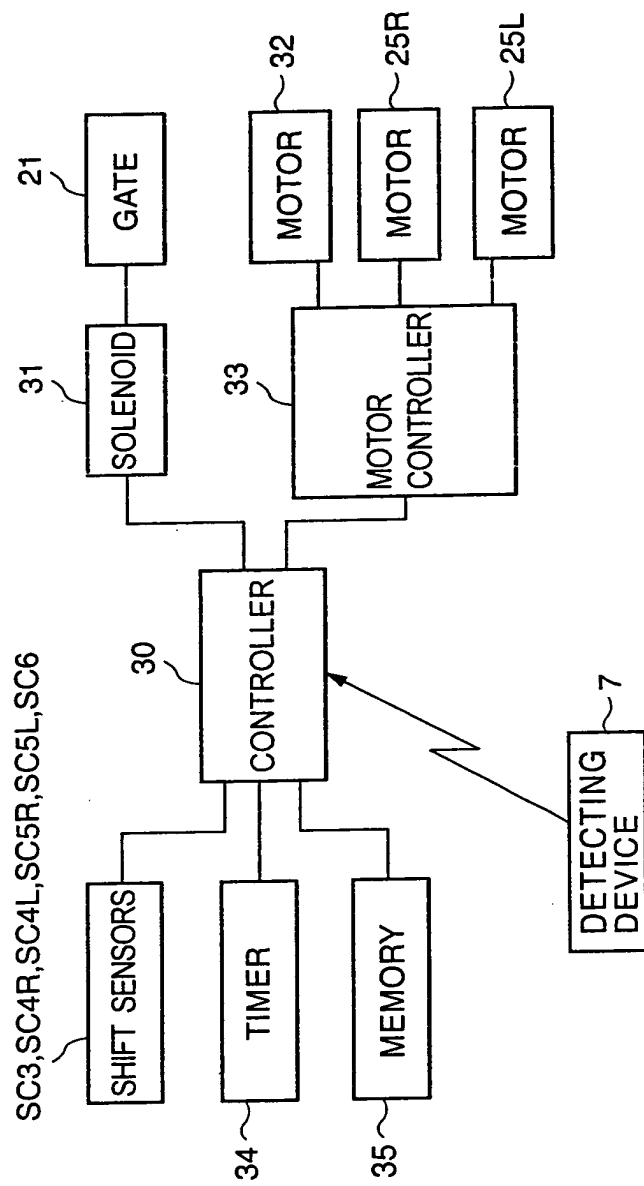 SC3,SC4R,SC4L,SC5R,SC5L,SC6
SHIFT SENSORS
34
TIMER
35
MEMORY
30
CONTROLLER
7
DETECTING
DEVICE
31
SOLENOID
21
GATE
33
MOTOR
CONTROLLER
32
MOTOR
25R
MOTOR
25L
MOTOR